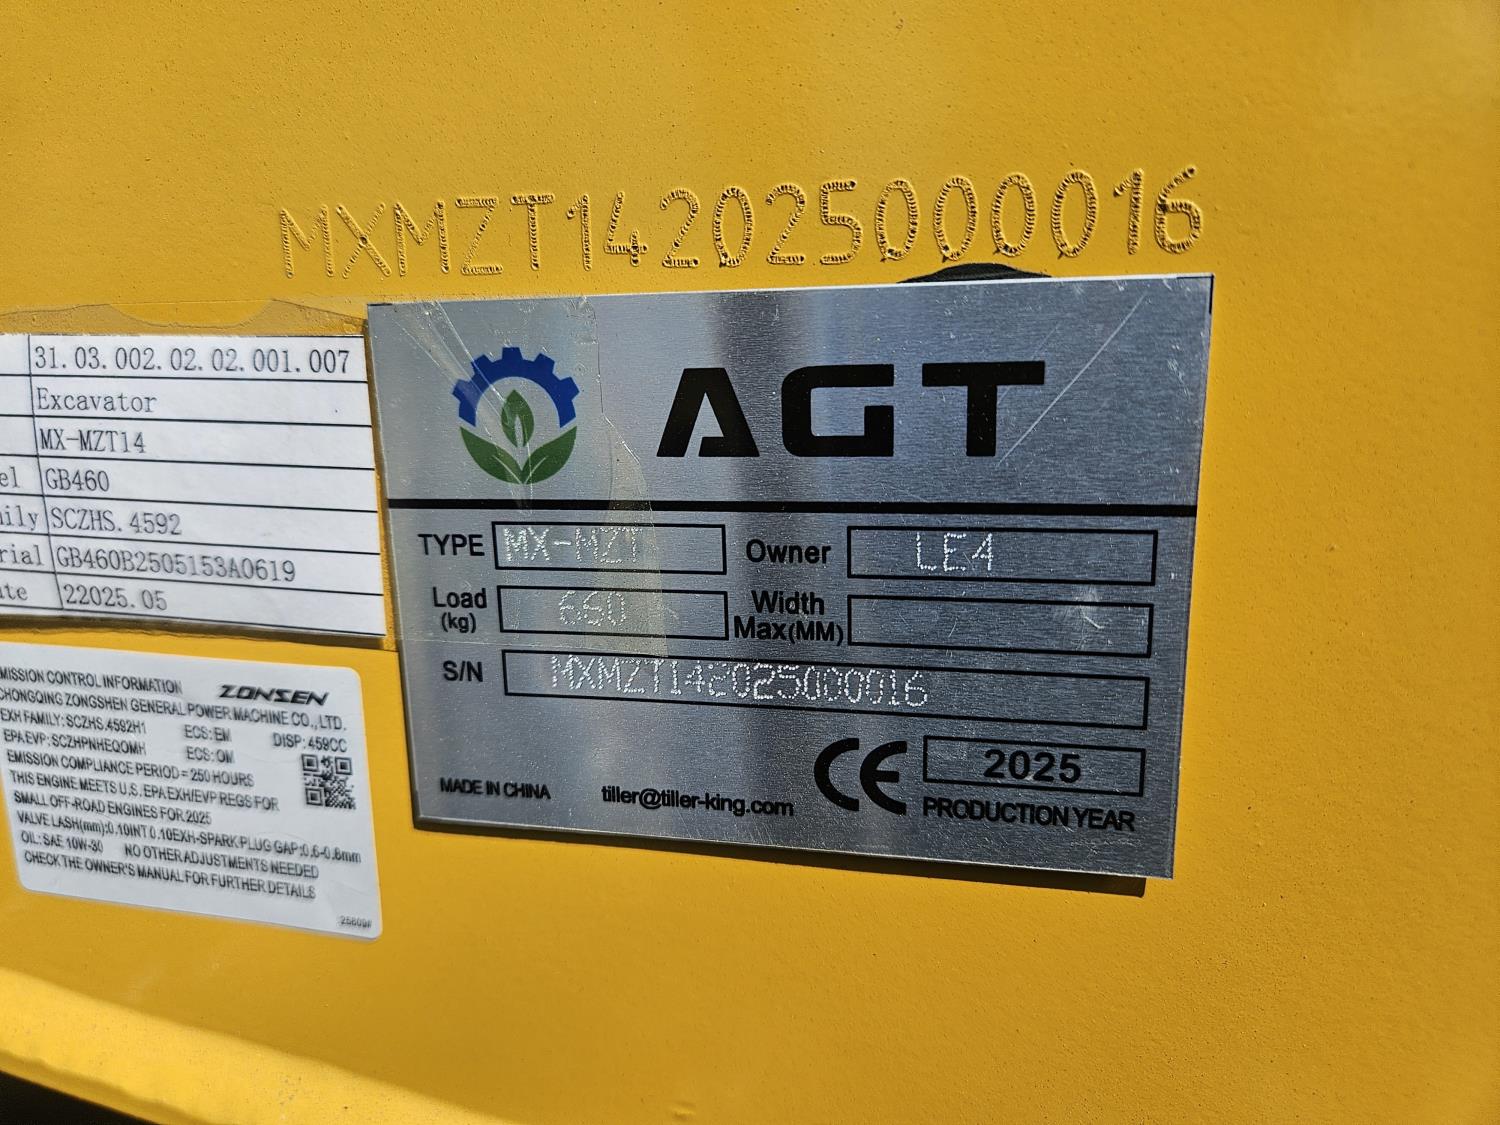 MXMZT142025000016
31.03.002.02.02.001.007
Excavator
MX-MZT14
GB460
SCZHS.4592
GB460B2505153A0619
22025.05
AGT
TYPE MX-MZT Owner LE4
Load (kg) 660 Width Max(MM)
S/N MXMZT142025000016
CE 2025
MADE IN CHINA tiller@tiller-king.com PRODUCTION YEAR
MISSION CONTROL INFORMATION ZONSEN
CHONGQING ZONGSHEN GENERAL POWER MACHINE CO., LTD.
EXH FAMILY: SCZHS.4592H1 ECS: EM DISP: 459CC
EPA EVP: SCZHPNHEQOMH ECS: OM
EMISSION COMPLIANCE PERIOD = 250 HOURS
THIS ENGINE MEETS U.S. EPA EXH/EVP REGS FOR
SMALL OFF-ROAD ENGINES FOR 2025
VALVE LASH(mm):0.10INT 0.10EXH-SPARK PLUG GAP:0.6-0.8mm
OIL: SAE 10W-30 NO OTHER ADJUSTMENTS NEEDED
CHECK THE OWNER'S MANUAL FOR FURTHER DETAILS